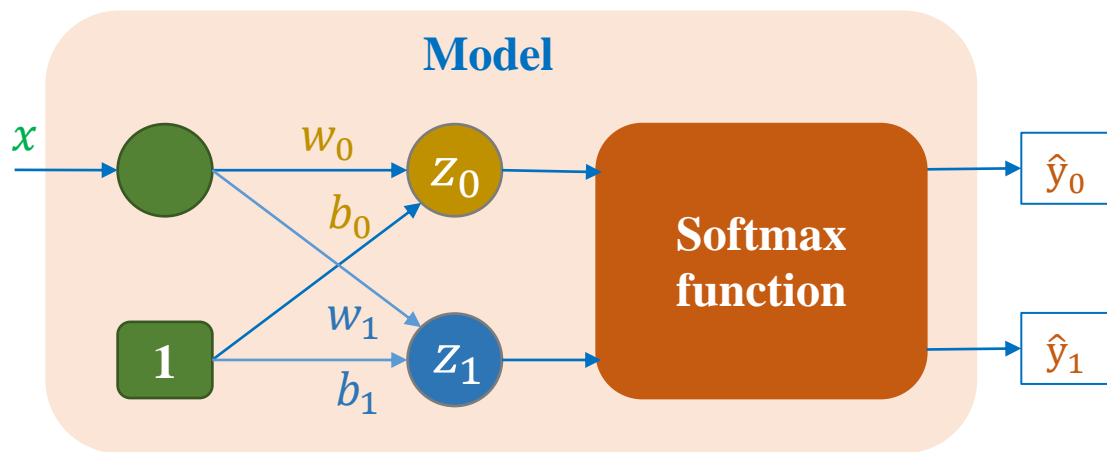 Model
x
w₀
z₀
b₀
ŷ₀
Softmax
function
w₁
1
z₁
b₁
ŷ₁